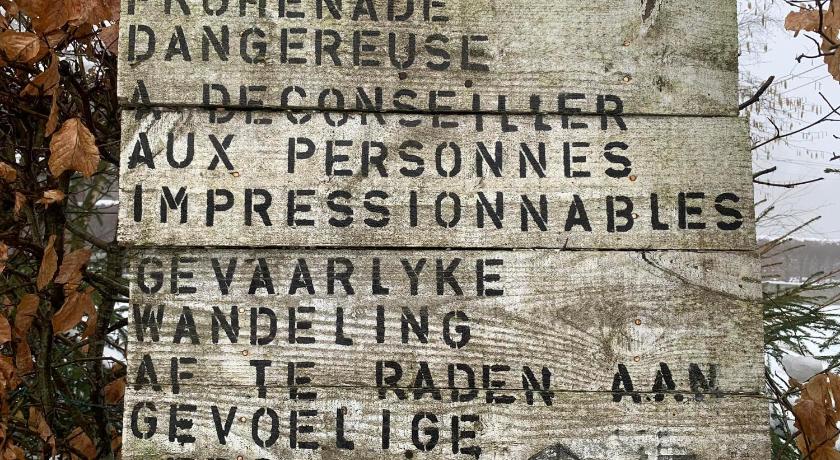 PROMENADE
DANGEREUSE
A DECONSEILLER
AUX PERSONNES
IMPRESSIONNABLES
GEVAARLYKE
WANDELING
AF TE RADEN AAN
GEVOELIGE